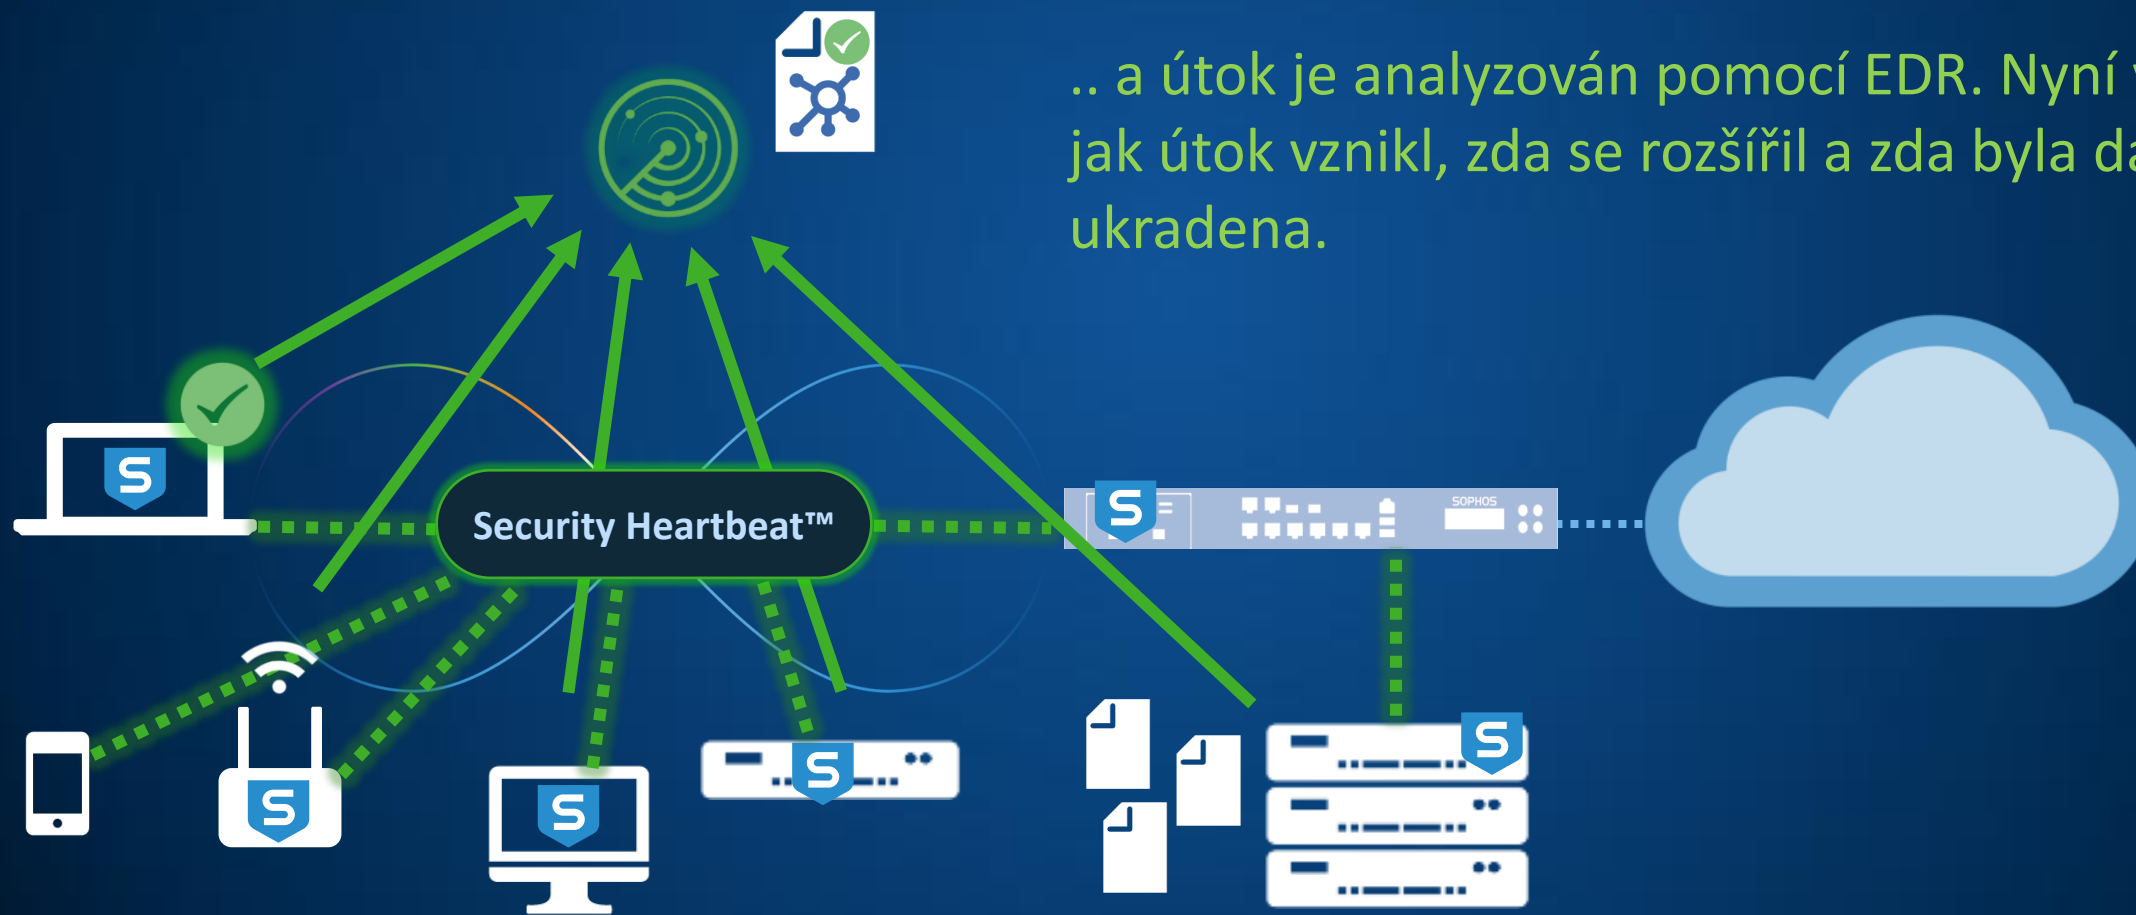 .. a útok je analyzován pomocí EDR. Nyní
jak útok vznikl, zda se rozšířil a zda byla
ukradena.
S
Security Heartbeat™
S
SOPHOS
S
S
S
S